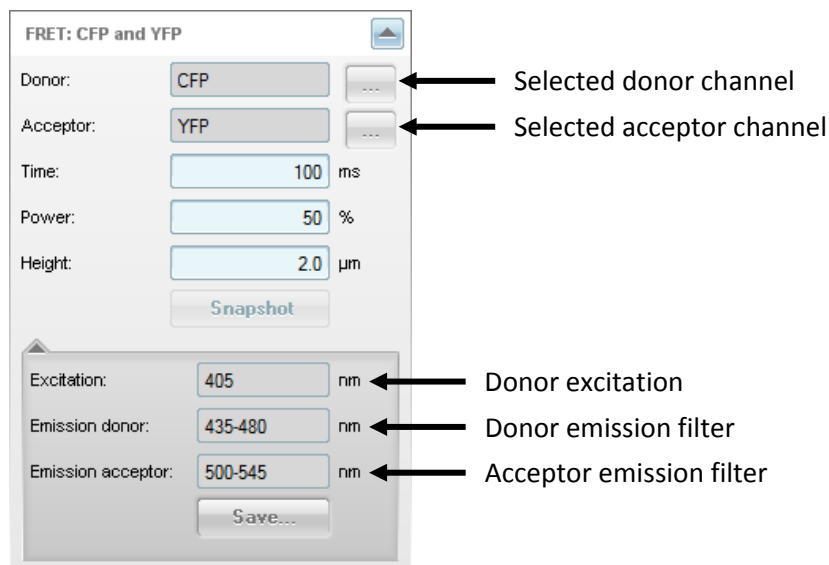 FRET: CFP and YFP
Donor: CFP ... Selected donor channel
Acceptor: YFP ... Selected acceptor channel
Time: 100 ms
Power: 50 %
Height: 2.0 µm
Snapshot
Excitation: 405 nm Donor excitation
Emission donor: 435-480 nm Donor emission filter
Emission acceptor: 500-545 nm Acceptor emission filter
Save...